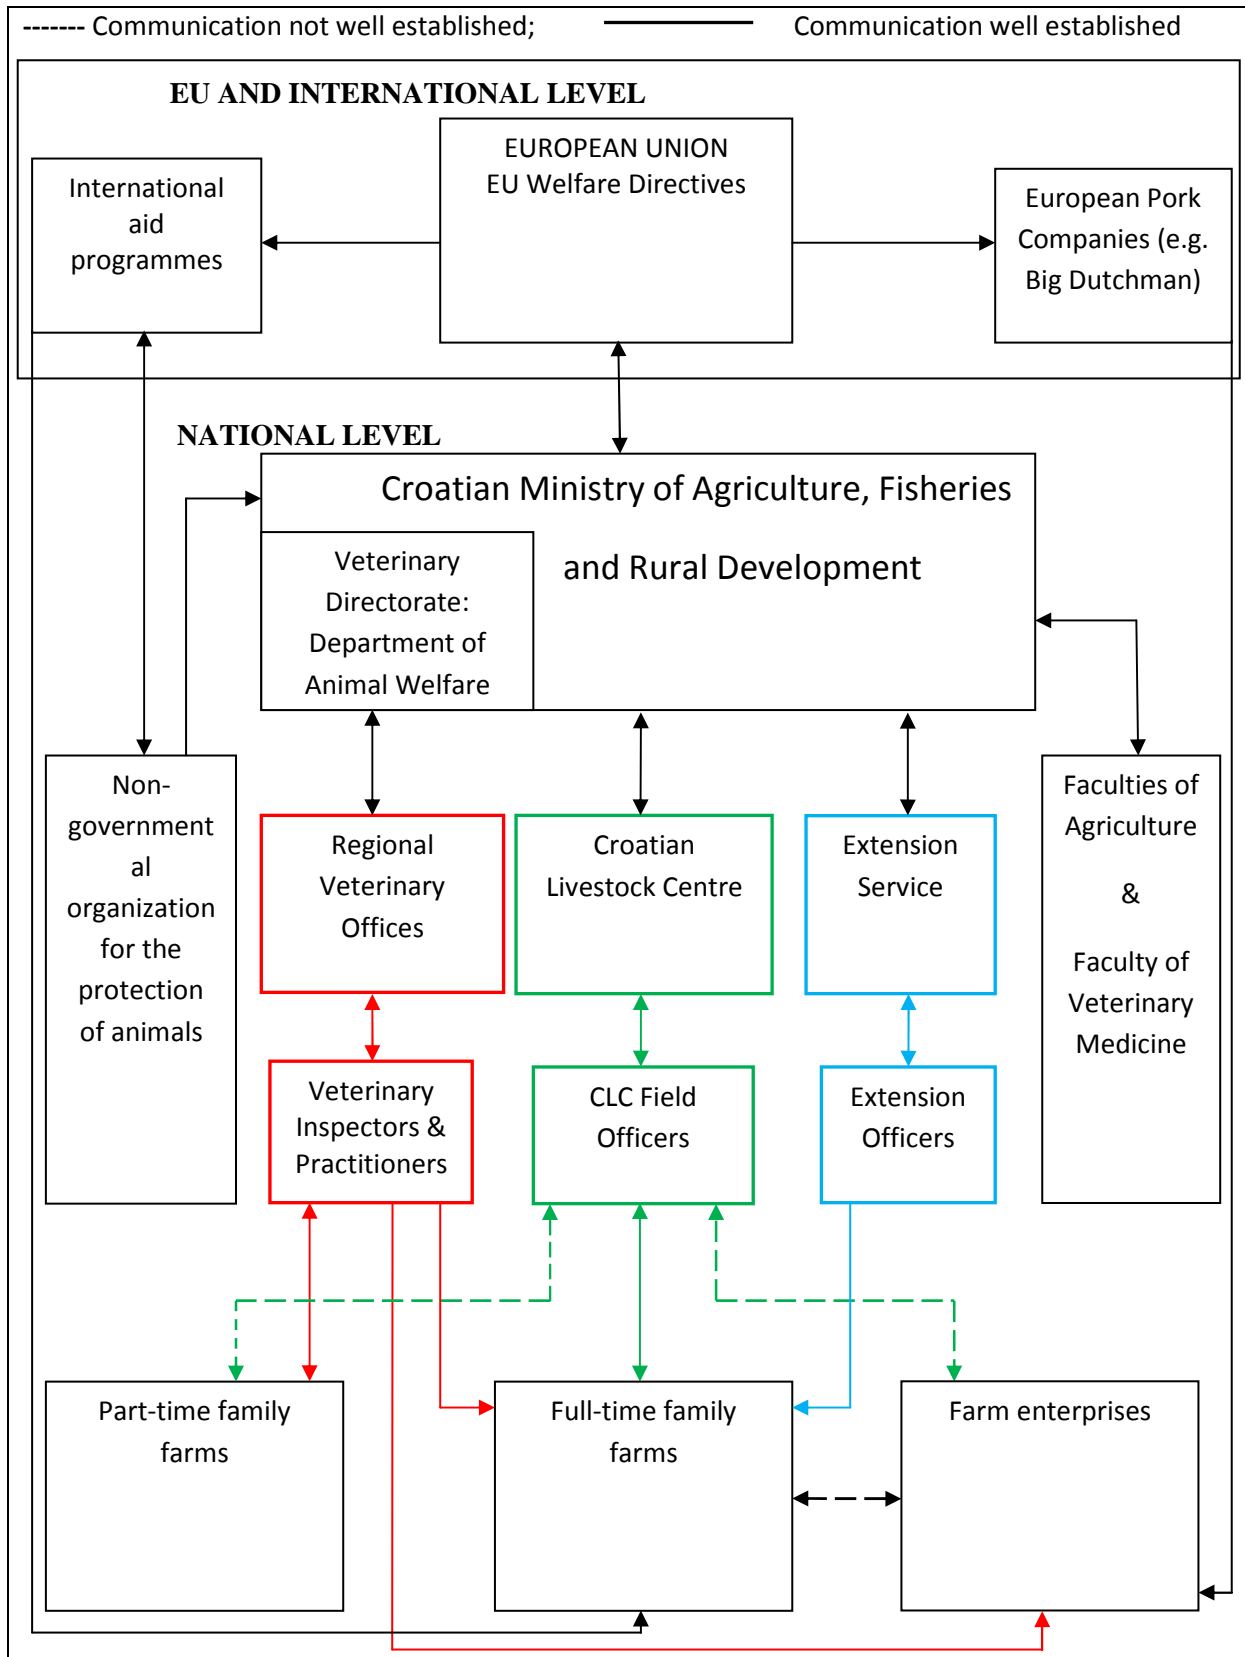 ------- Communication not well established; Communication well established
EU AND INTERNATIONAL LEVEL
International
aid
programmes
EUROPEAN UNION
EU Welfare Directives
European Pork
Companies (e.g.
Big Dutchman)
NATIONAL LEVEL
Croatian Ministry of Agriculture, Fisheries
and Rural Development
Veterinary
Directorate:
Department of
Animal Welfare
Non-
government
al
organization
for the
protection
of animals
Regional
Veterinary
Offices
Croatian
Livestock Centre
Extension
Service
Faculties of
Agriculture
&
Faculty of
Veterinary
Medicine
Veterinary
Inspectors &
Practitioners
CLC Field
Officers
Extension
Officers
Part-time family
farms
Full-time family
farms
Farm enterprises